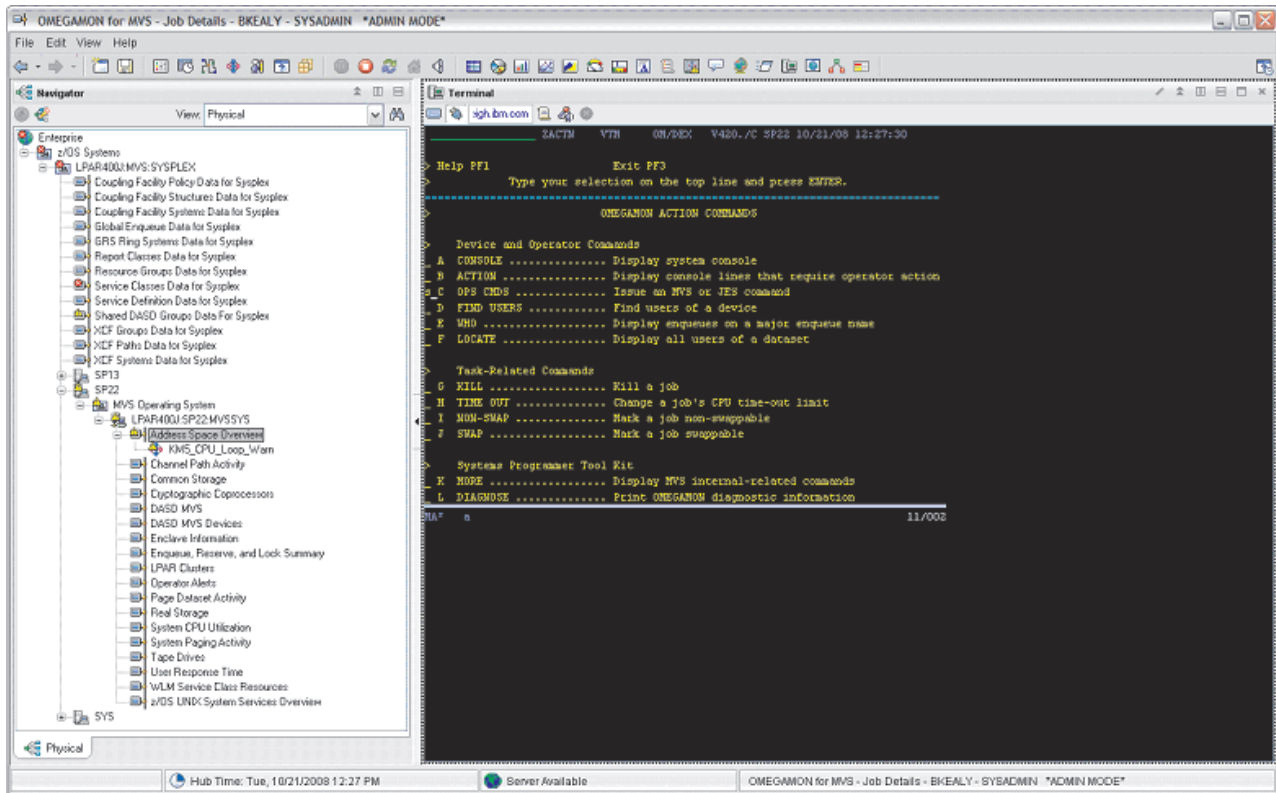 OMEGAMON for MVS - Job Details - BKEALY - SYSADMIN *ADMIN MODE*
File Edit View Help
Navigator
View: Physical
Enterprise
z/OS Systems
LPAR400J:MVS:SYSPLEX
Coupling Facility Policy Data for Sysplex
Coupling Facility Structures Data for Sysplex
Coupling Facility Systems Data for Sysplex
Global Enqueue Data for Sysplex
GRS Ring Systems Data for Sysplex
Report Classes Data for Sysplex
Resource Groups Data for Sysplex
Service Classes Data for Sysplex
Service Definition Data for Sysplex
Shared DASD Groups Data For Sysplex
XCF Groups Data for Sysplex
XCF Paths Data for Sysplex
XCF Systems Data for Sysplex
SP13
SP22
MVS Operating System
LPAR400J:SP22:MVSSYS
Address Space Overview
KM5_CPU_Loop_Warn
Channel Path Activity
Common Storage
Cryptographic Coprocessors
DASD MVS
DASD MVS Devices
Enclave Information
Enqueue, Reserve, and Lock Summary
LPAR Clusters
Operator Alerts
Page Dataset Activity
Real Storage
System CPU Utilization
System Paging Activity
Tape Drives
User Response Time
WLM Service Class Resources
z/OS UNIX System Services Overview
SYS
Physical
Terminal
igh.ibm.com
ZACTN VTM OM/DEX V420./C SP22 10/21/08 12:27:30
> Help PF1 Exit PF3
> Type your selection on the top line and press ENTER.
> OMEGAMON ACTION COMMANDS
> Device and Operator Commands
_ A CONSOLE ............... Display system console
_ B ACTION ................ Display console lines that require operator action
s_C OPS CMDS .............. Issue an MVS or JES command
_ D FIND USERS ............ Find users of a device
_ E WHO ................... Display enqueues on a major enqueue name
_ F LOCATE ................ Display all users of a dataset
> Task-Related Commands
_ G KILL .................. Kill a job
_ H TIME OUT .............. Change a job's CPU time-out limit
_ I NON-SWAP .............. Mark a job non-swappable
_ J SWAP .................. Mark a job swappable
> Systems Programmer Tool Kit
_ K MORE .................. Display MVS internal-related commands
_ L DIAGNOSE .............. Print OMEGAMON diagnostic information
MA* a 11/002
Hub Time: Tue, 10/21/2008 12:27 PM
Server Available
OMEGAMON for MVS - Job Details - BKEALY - SYSADMIN *ADMIN MODE*